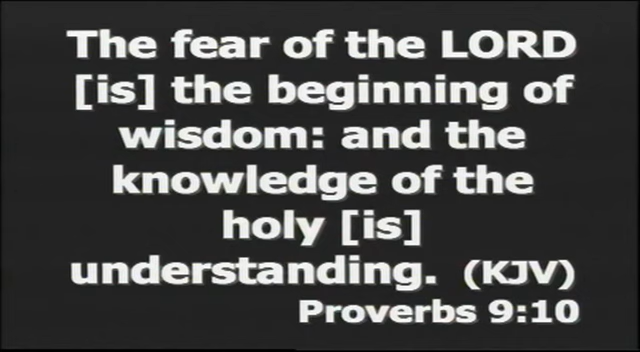 The fear of the LORD
[is] the beginning of
wisdom: and the
knowledge of the
holy [is]
understanding. (KJV)
Proverbs 9:10